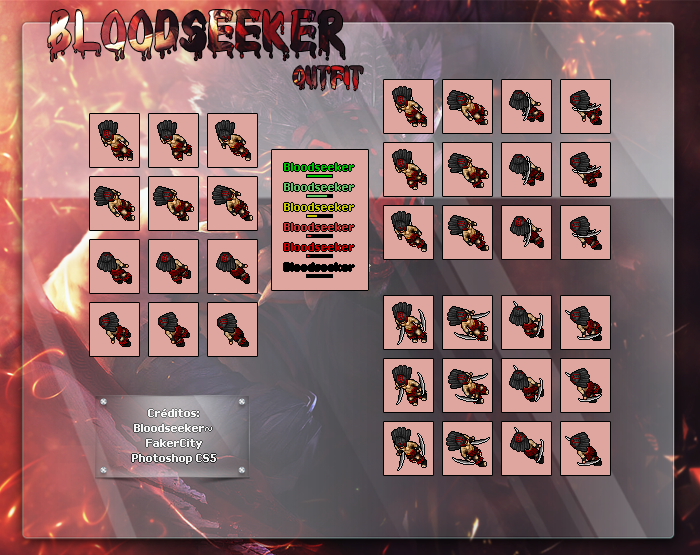 BLOODSEEKER
OUTFIT
Bloodseeker
Bloodseeker
Bloodseeker
Bloodseeker
Bloodseeker
Bloodseeker
Créditos:
Bloodseeker~
FakerCity
Photoshop CS5